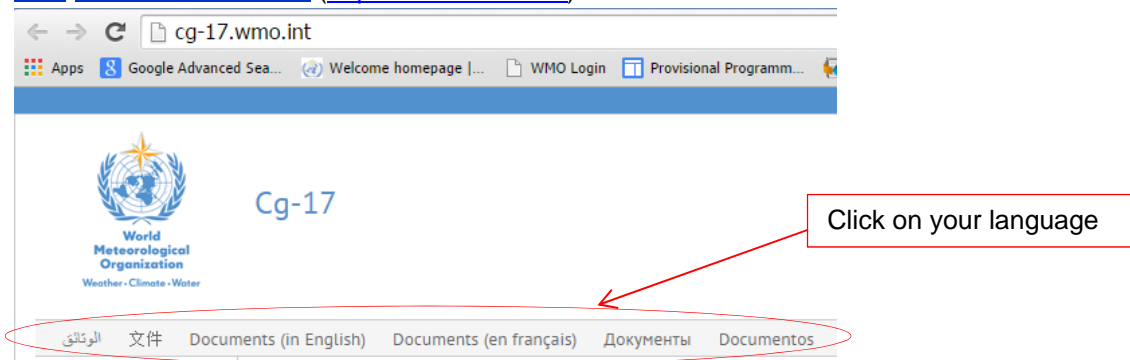 cg-17.wmo.int
Apps Google Advanced Sea... Welcome homepage |... WMO Login Provisional Programm...
Cg-17
Click on your language
World
Meteorological
Organization
Weather • Climate • Water
الوثائق 文件 Documents (in English) Documents (en français) Документы Documentos